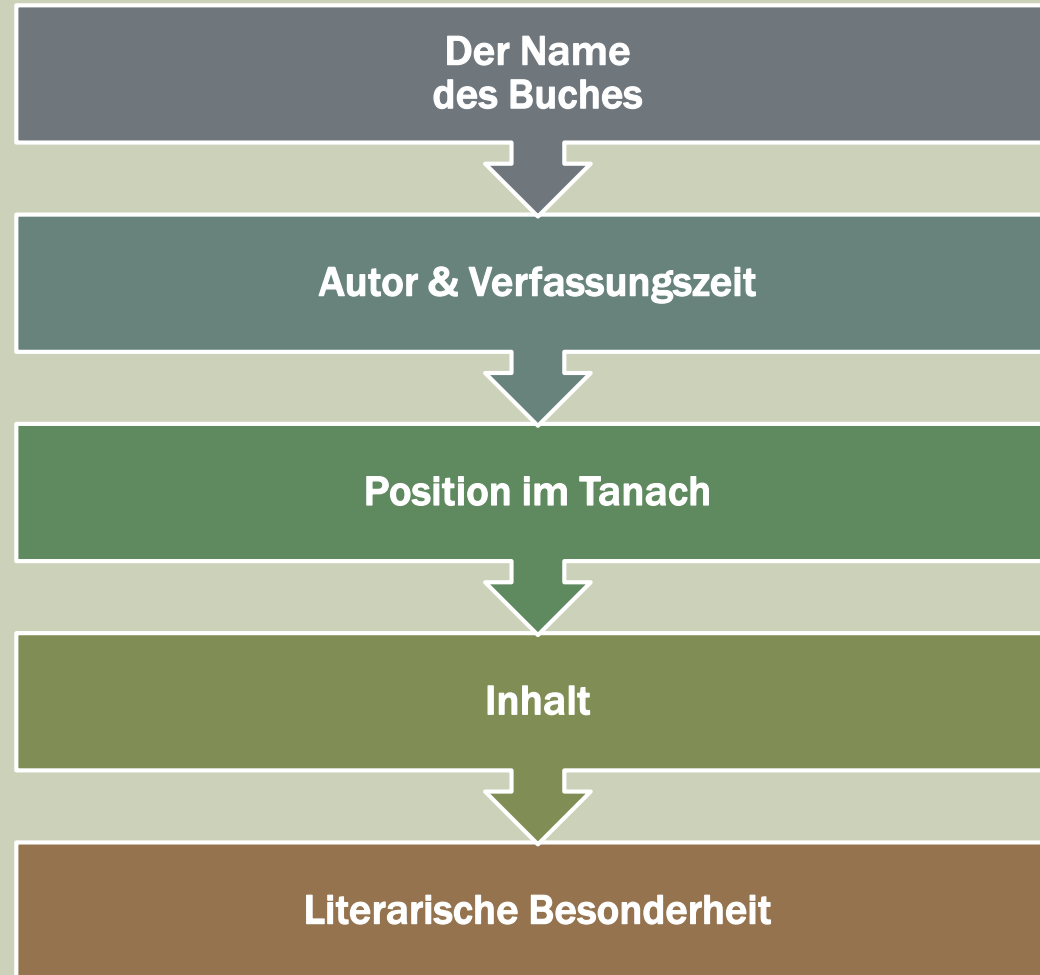 Der Name
des Buches
Autor & Verfassungszeit
Position im Tanach
Inhalt
Literarische Besonderheit